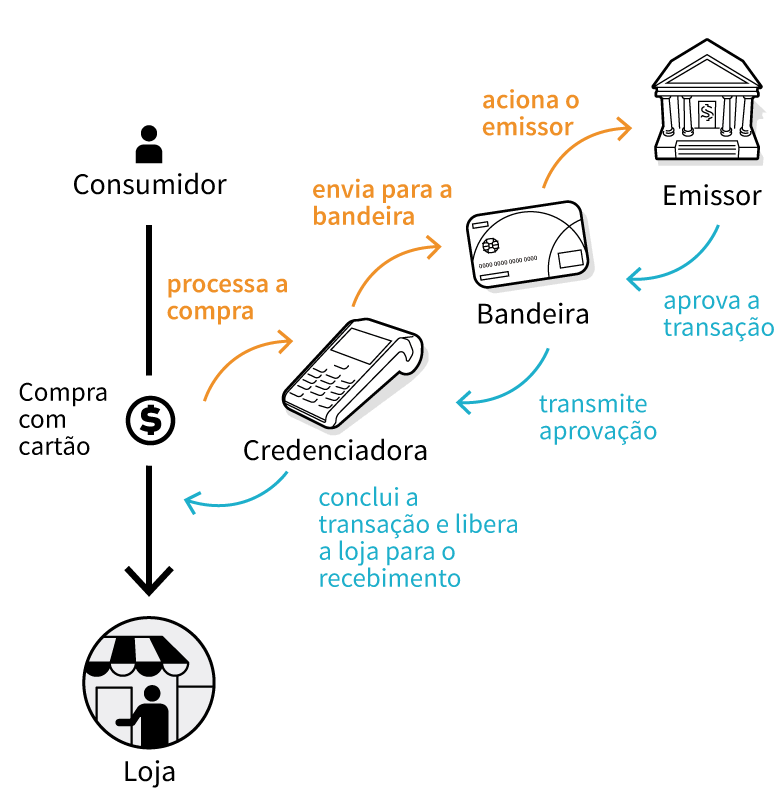 aciona o
emissor
Emissor
Consumidor
envia para a
bandeira
0000 0000 0000 0000
Bandeira
aprova a
transação
processa a
compra
Compra
com
cartão
$
Credenciadora
transmite
aprovação
conclui a
transação e libera
a loja para o
recebimento
Loja
$